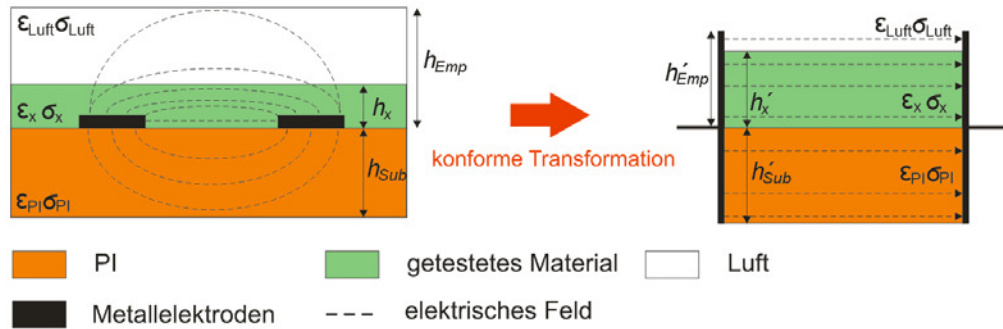 εLuftσLuft
hEmp
εx σx
hx
hSub
εPIσPI
konforme Transformation
εLuftσLuft
h′Emp
h′x
εx σx
h′Sub
εPIσPI
PI
getestetes Material
Luft
Metallelektroden
elektrisches Feld